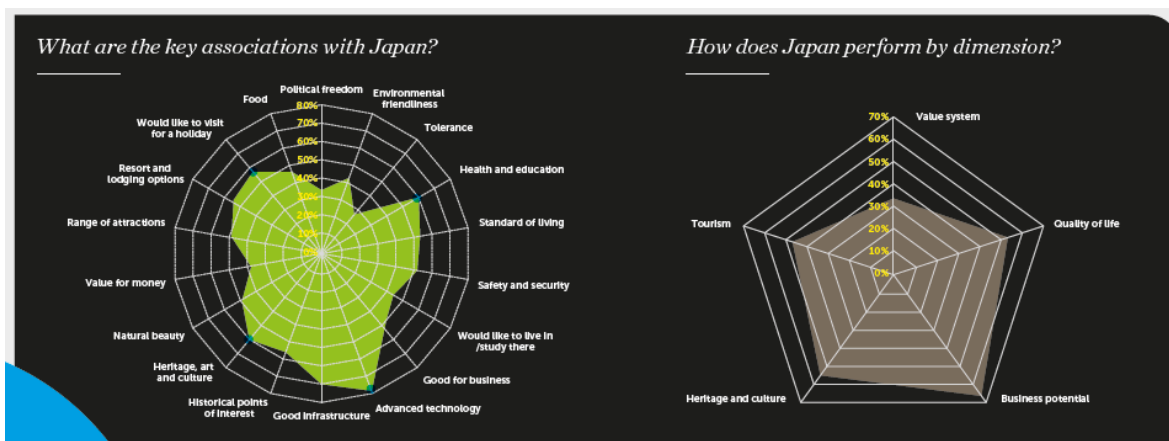 What are the key associations with Japan?
How does Japan perform by dimension?
Political freedom
Environmental
friendliness
Tolerance
Health and education
Standard of living
Safety and security
Would like to live in
/study there
Good for business
Advanced technology
Good infrastructure
Historical points
of interest
Heritage, art
and culture
Natural beauty
Value for money
Range of attractions
Resort and
lodging options
Would like to visit
for a holiday
Food
80%
70%
60%
50%
40%
30%
20%
10%
0%
Value system
Quality of life
Business potential
Heritage and culture
Tourism
70%
60%
50%
40%
30%
20%
10%
0%